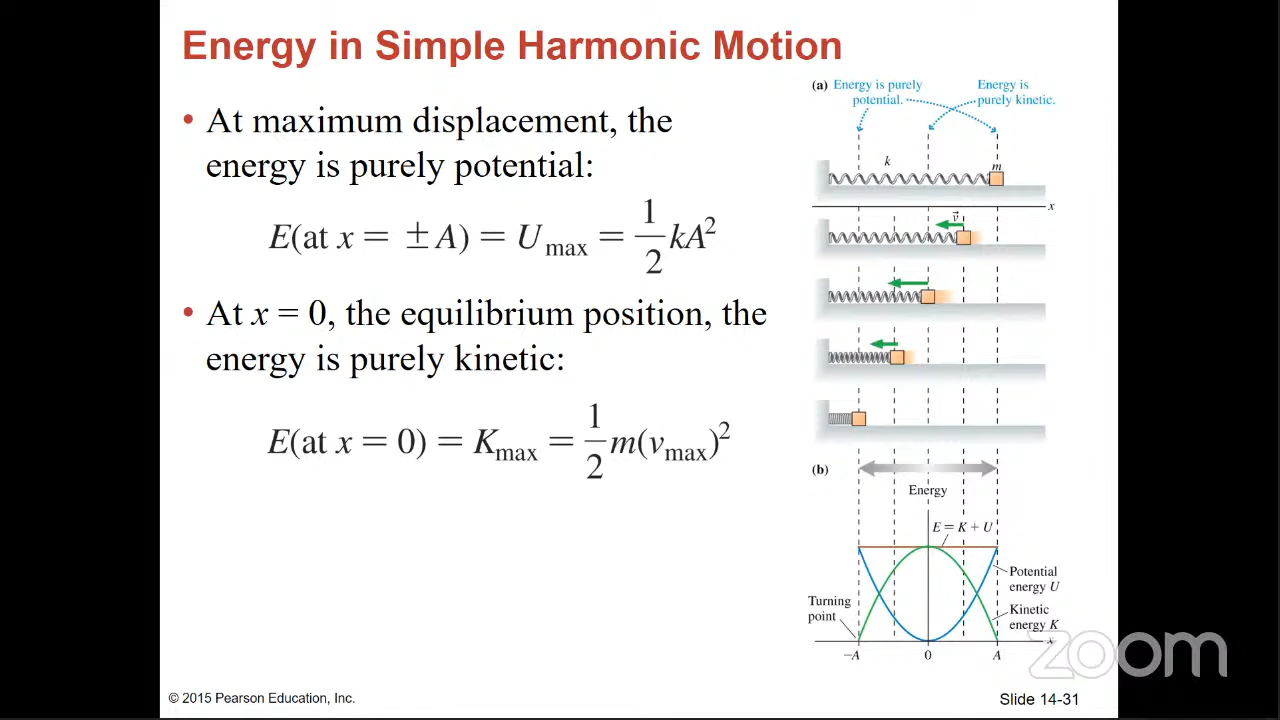 Energy in Simple Harmonic Motion
• At maximum displacement, the
energy is purely potential:
E(at x = ±A) = U max = 1/2 kA²
• At x = 0, the equilibrium position, the
energy is purely kinetic:
E(at x = 0) = Kmax = 1/2 m(vmax)²
(a) Energy is purely
potential.
Energy is
purely kinetic.
k
m
x
v⃗
(b)
Energy
E = K + U
Potential
energy U
Turning
point
Kinetic
energy K
x
−A
0
A
zoom
© 2015 Pearson Education, Inc.
Slide 14-31